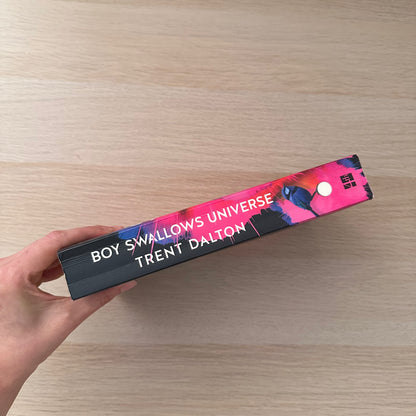 BOY SWALLOWS UNIVERSE
TRENT DALTON